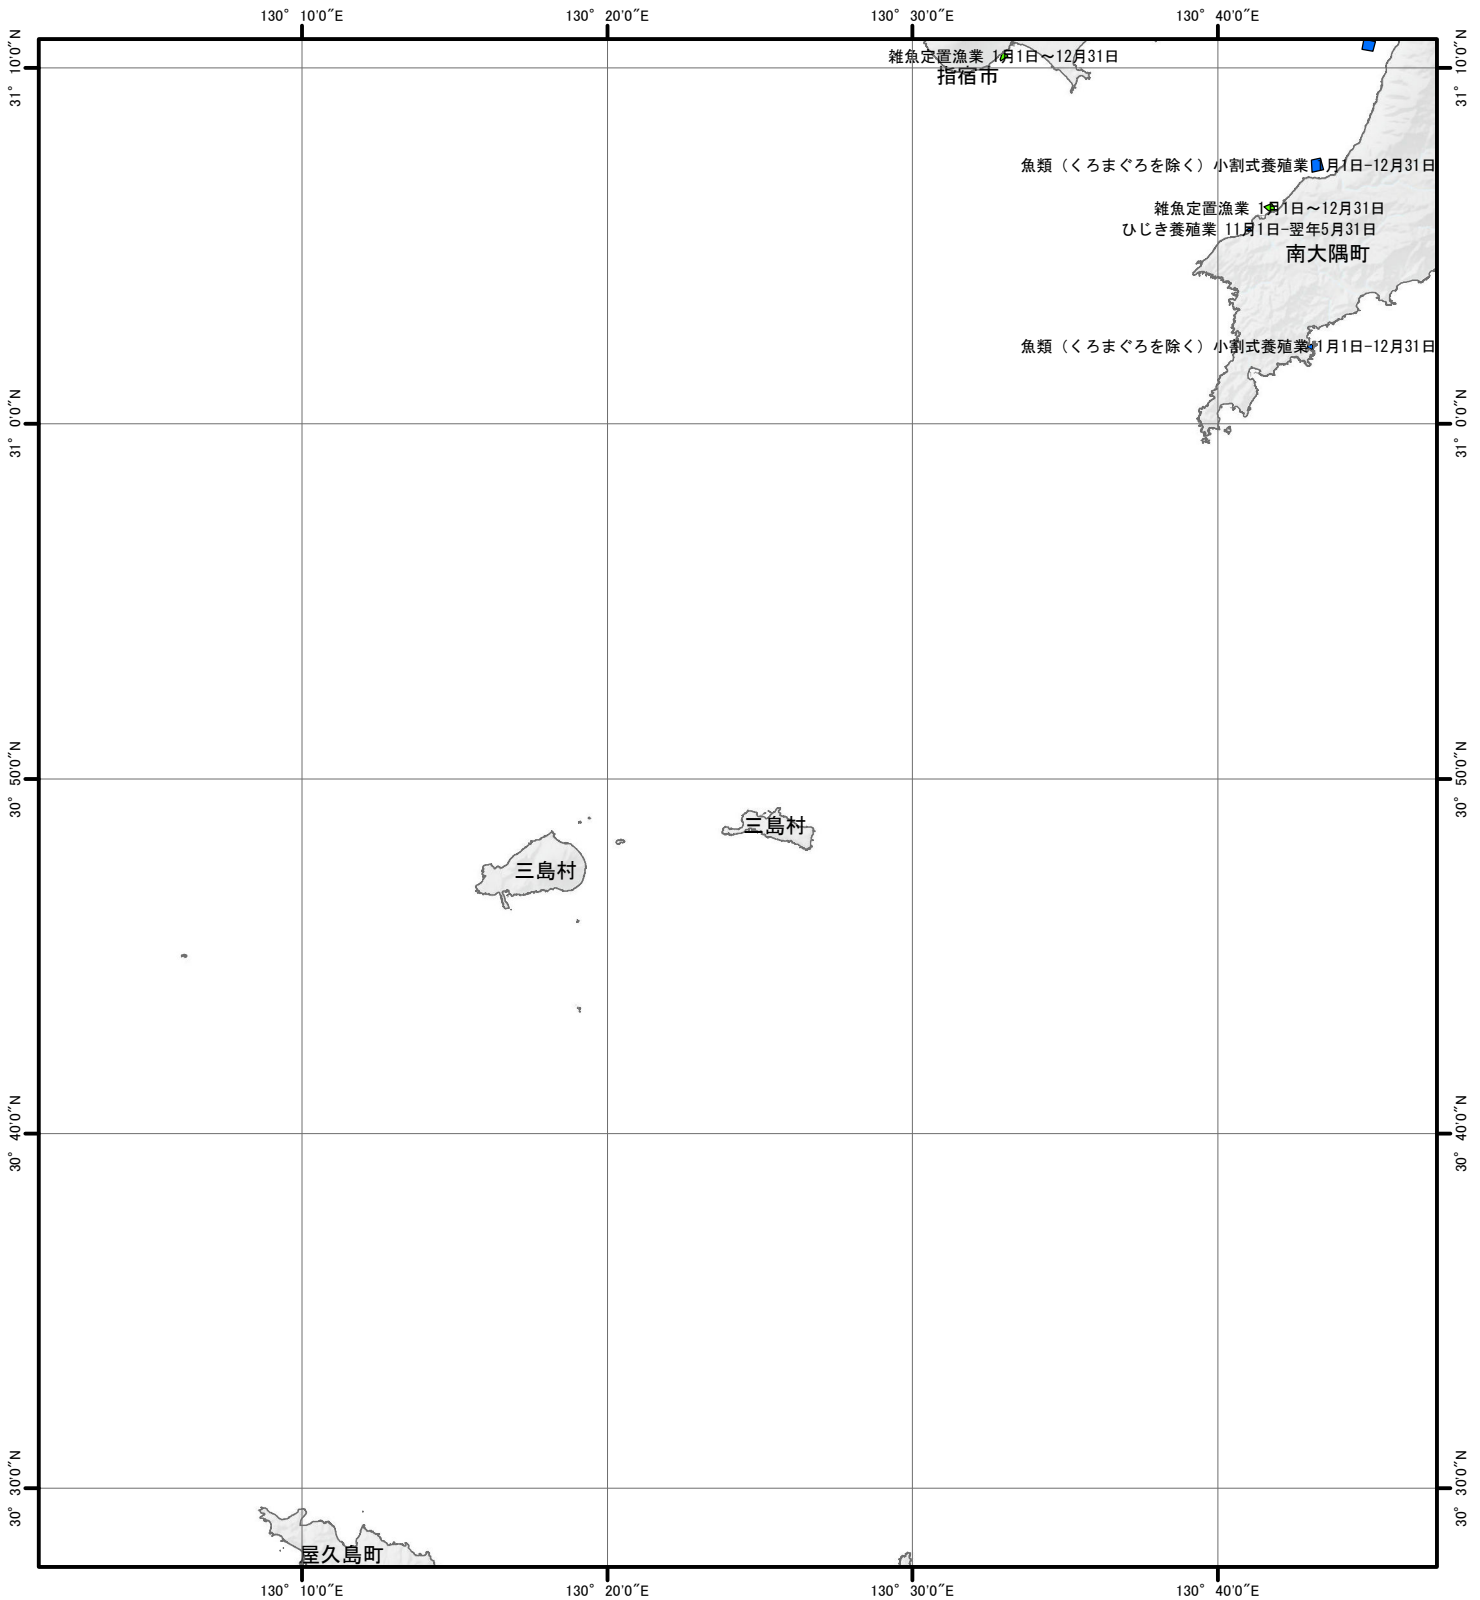 130° 10'0"E
130° 20'0"E
130° 30'0"E
130° 40'0"E
31° 10'0"N
31° 10'0"N
雑魚定置漁業 1月1日～12月31日
指宿市
魚類（くろまぐろを除く）小割式養殖業 1月1日-12月31日
雑魚定置漁業 1月1日～12月31日
ひじき養殖業 11月1日-翌年5月31日
南大隅町
魚類（くろまぐろを除く）小割式養殖業 1月1日-12月31日
31° 0'0"N
31° 0'0"N
30° 50'0"N
30° 50'0"N
三島村
三島村
30° 40'0"N
30° 40'0"N
30° 30'0"N
30° 30'0"N
屋久島町
130° 10'0"E
130° 20'0"E
130° 30'0"E
130° 40'0"E